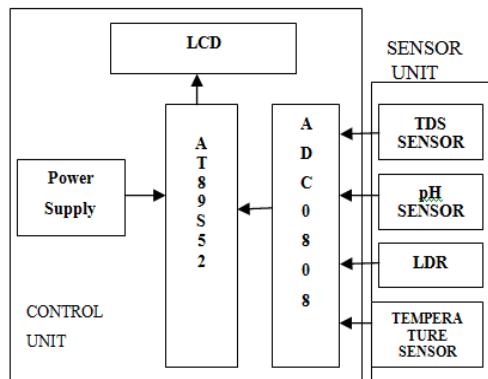 LCD
SENSOR
UNIT
A
T
8
9
S
5
2
A
D
C
0
8
0
8
TDS
SENSOR
Power
Supply
pH
SENSOR
LDR
CONTROL
UNIT
TEMPERA
TURE
SENSOR